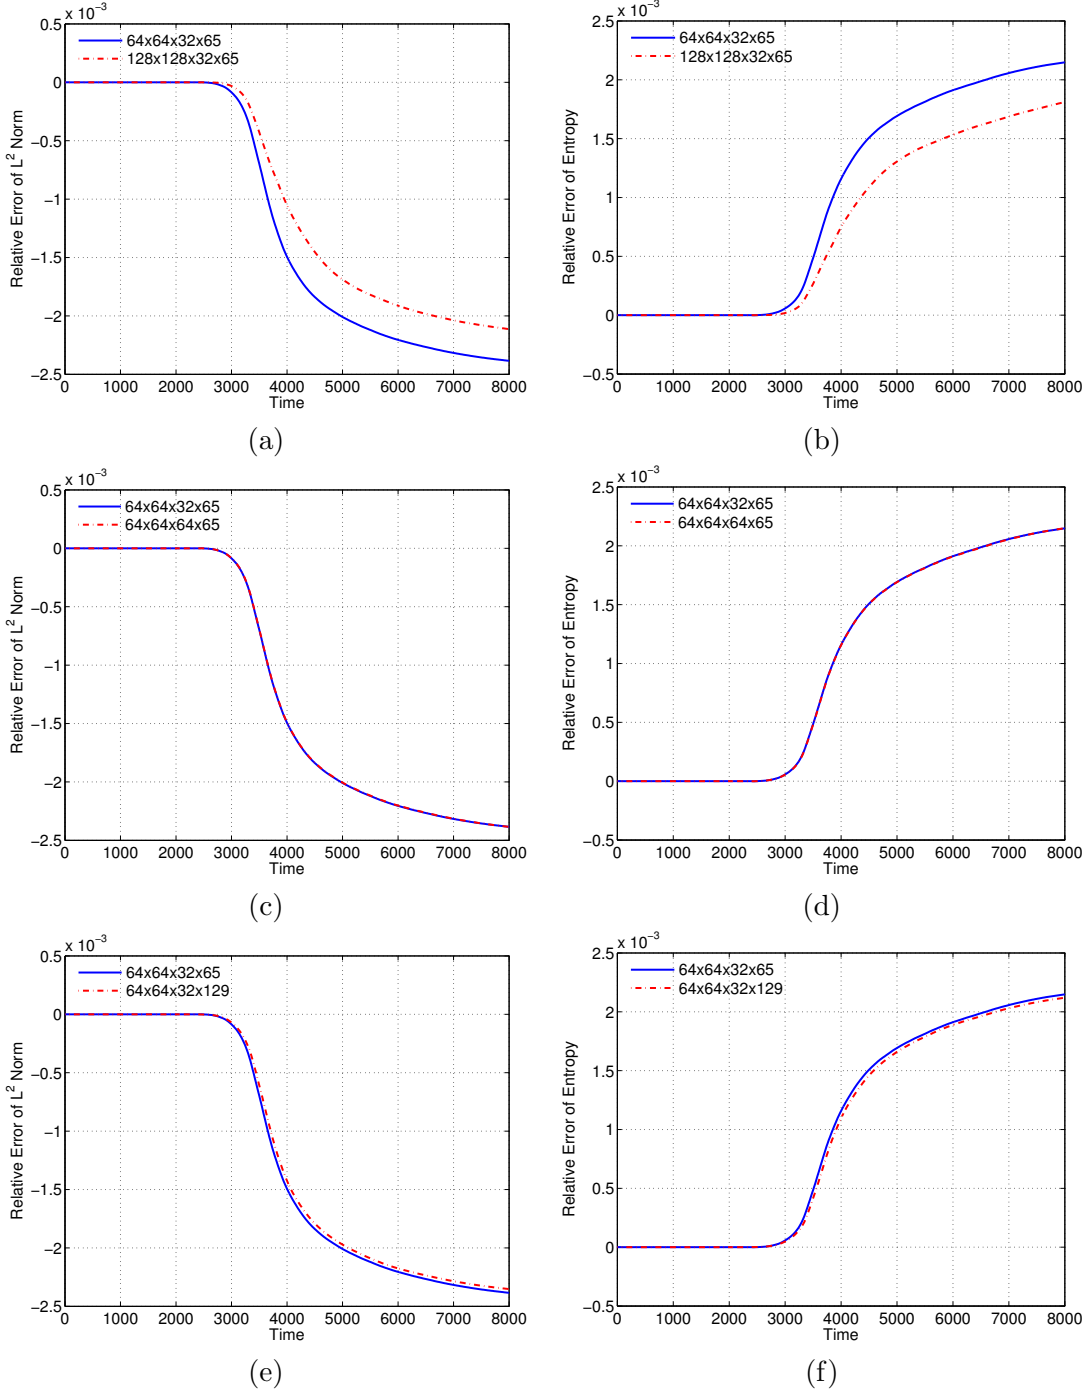 x 10⁻³
0.5
0
−0.5
−1
−1.5
−2
−2.5
Relative Error of L² Norm
64x64x32x65
128x128x32x65
0 1000 2000 3000 4000 5000 6000 7000 8000
Time
(a)
x 10⁻³
2.5
2
1.5
1
0.5
0
−0.5
Relative Error of Entropy
64x64x32x65
128x128x32x65
0 1000 2000 3000 4000 5000 6000 7000 8000
Time
(b)
x 10⁻³
0.5
0
−0.5
−1
−1.5
−2
−2.5
Relative Error of L² Norm
64x64x32x65
64x64x64x65
0 1000 2000 3000 4000 5000 6000 7000 8000
Time
(c)
x 10⁻³
2.5
2
1.5
1
0.5
0
−0.5
Relative Error of Entropy
64x64x32x65
64x64x64x65
0 1000 2000 3000 4000 5000 6000 7000 8000
Time
(d)
x 10⁻³
0.5
0
−0.5
−1
−1.5
−2
−2.5
Relative Error of L² Norm
64x64x32x65
64x64x32x129
0 1000 2000 3000 4000 5000 6000 7000 8000
Time
(e)
x 10⁻³
2.5
2
1.5
1
0.5
0
−0.5
Relative Error of Entropy
64x64x32x65
64x64x32x129
0 1000 2000 3000 4000 5000 6000 7000 8000
Time
(f)